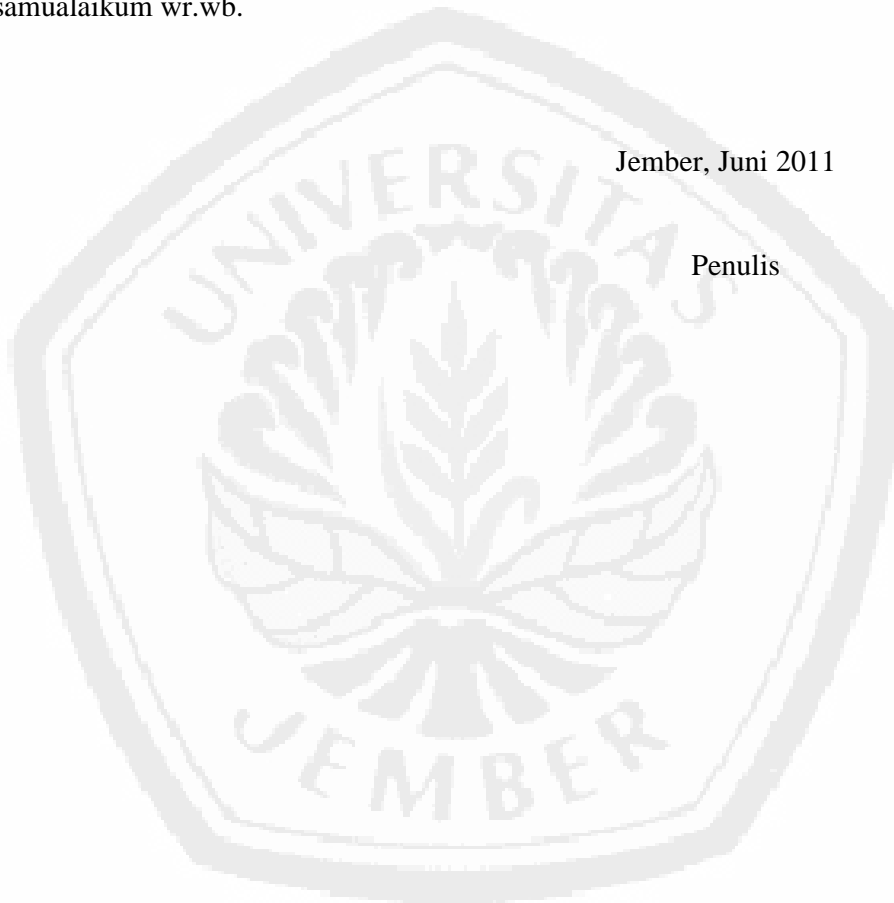 samualaikum wr.wb.
Jember, Juni 2011
Penulis
UNIVERSITAS
JEMBER